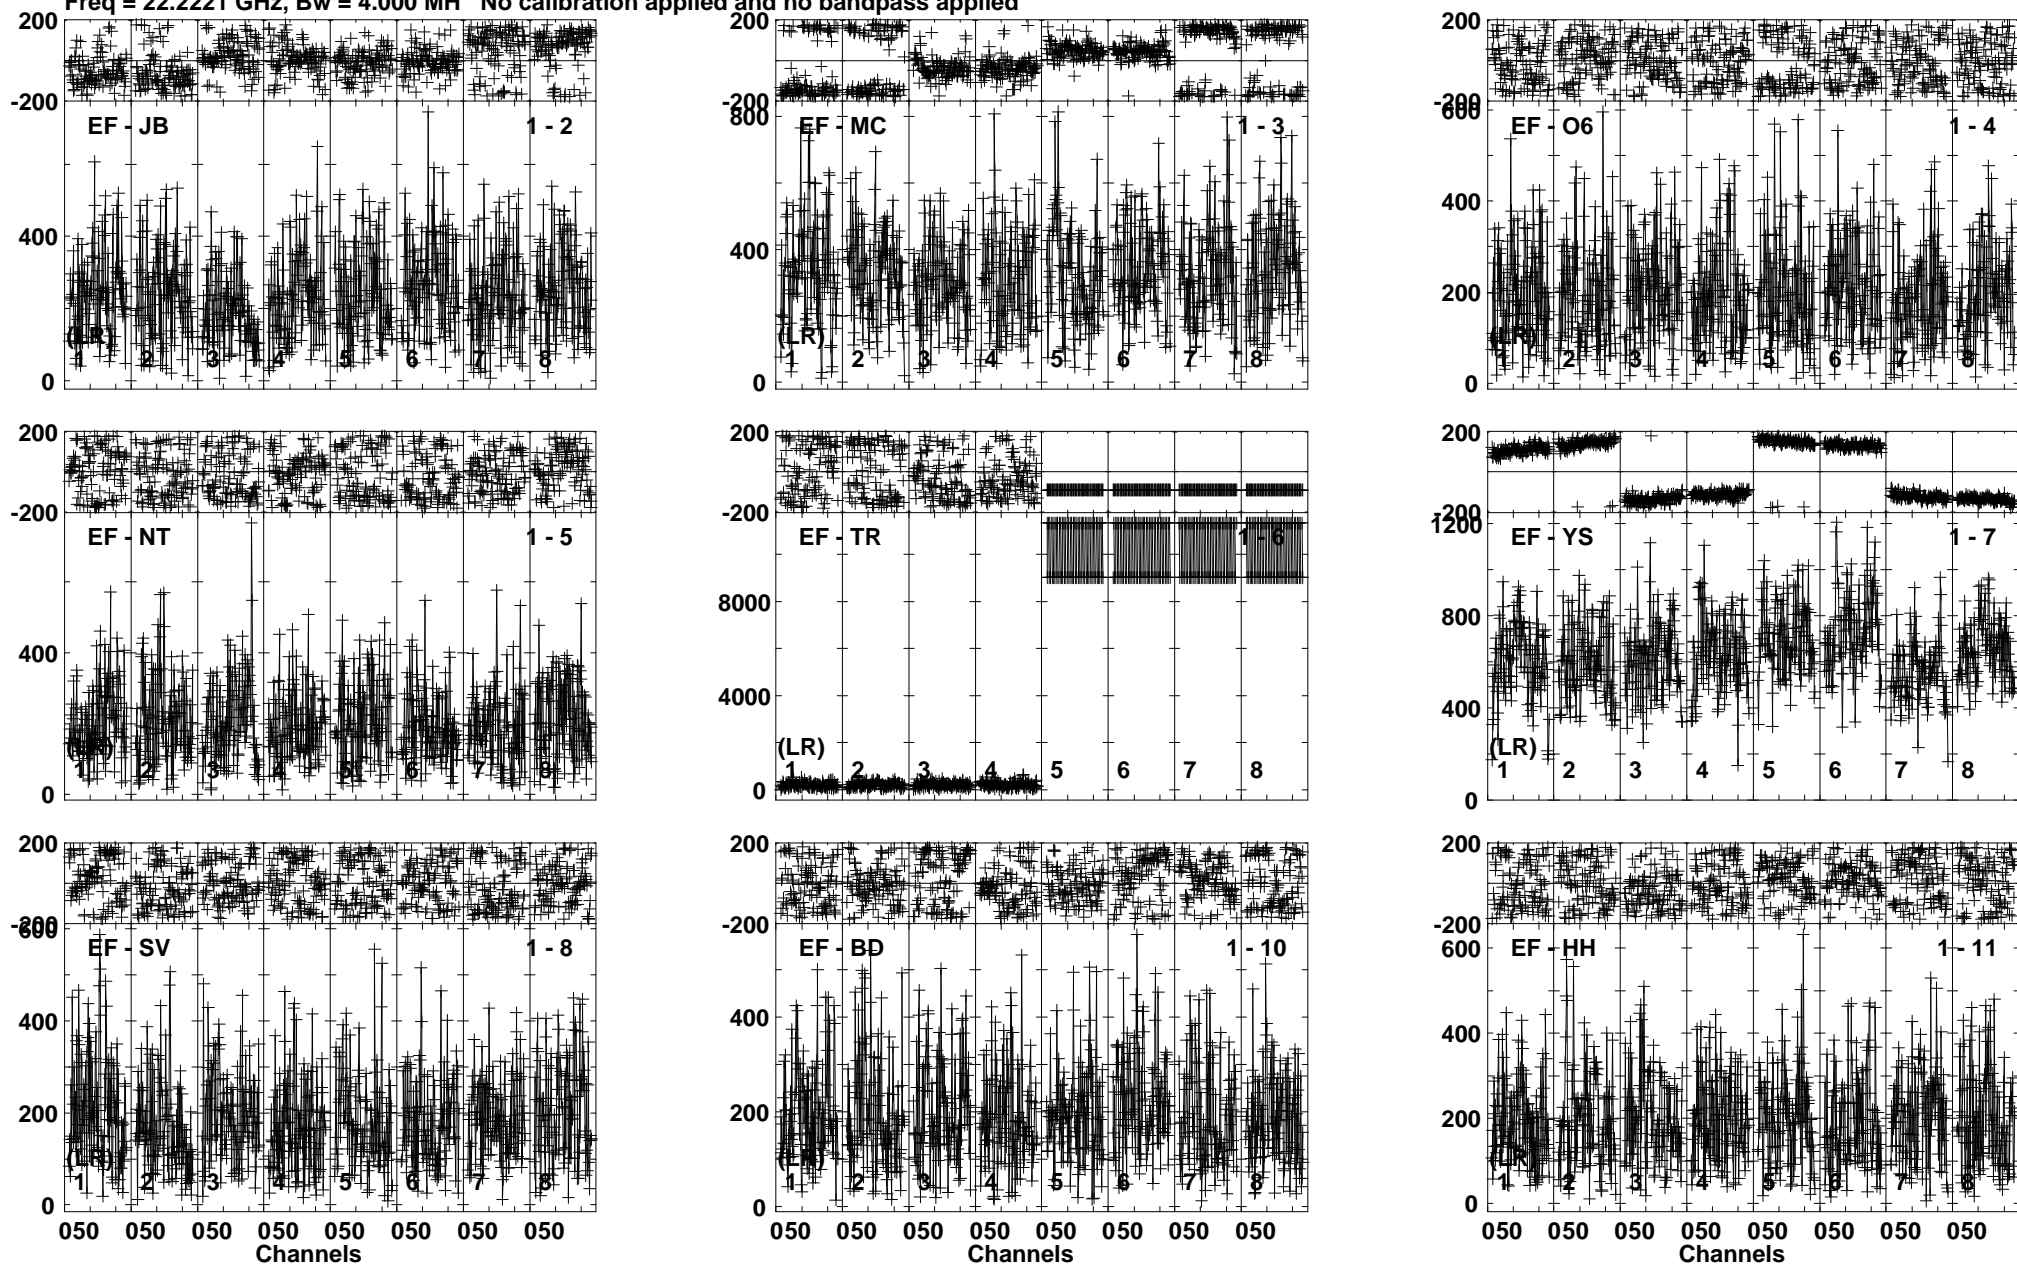 Freq = 22.2221 GHz, Bw = 4.000 MH No calibration applied and no bandpass applied
200 200 200
-200 -200 -200
EF - JB 1 - 2 800 EF - MC 1 - 3 600 EF - O6 1 - 4
400 400 400
200
(LR) (LR) (LR)
1 2 3 4 5 6 7 8 1 2 3 4 5 6 7 8 1 2 3 4 5 6 7 8
0 0 0
200 200 200
-200 -200 -200
EF - NT 1 - 5 EF - TR 1 - 6 1200 EF - YS 1 - 7
400 8000 800
4000 400
(LR) (LR) (LR)
1 2 3 4 5 6 7 8 1 2 3 4 5 6 7 8 1 2 3 4 5 6 7 8
0 0 0
200 200 200
-200 -200 -200
600 EF - SV 1 - 8 EF - BD 1 - 10 600 EF - HH 1 - 11
400 400 400
200 200 200
(LR) (LR) (LR)
1 2 3 4 5 6 7 8 1 2 3 4 5 6 7 8 1 2 3 4 5 6 7 8
0 0 0
050 050 050 050 050 050 050 050 050 050 050 050 050 050 050 050 050 050 050 050 050 050 050 050
Channels Channels Channels